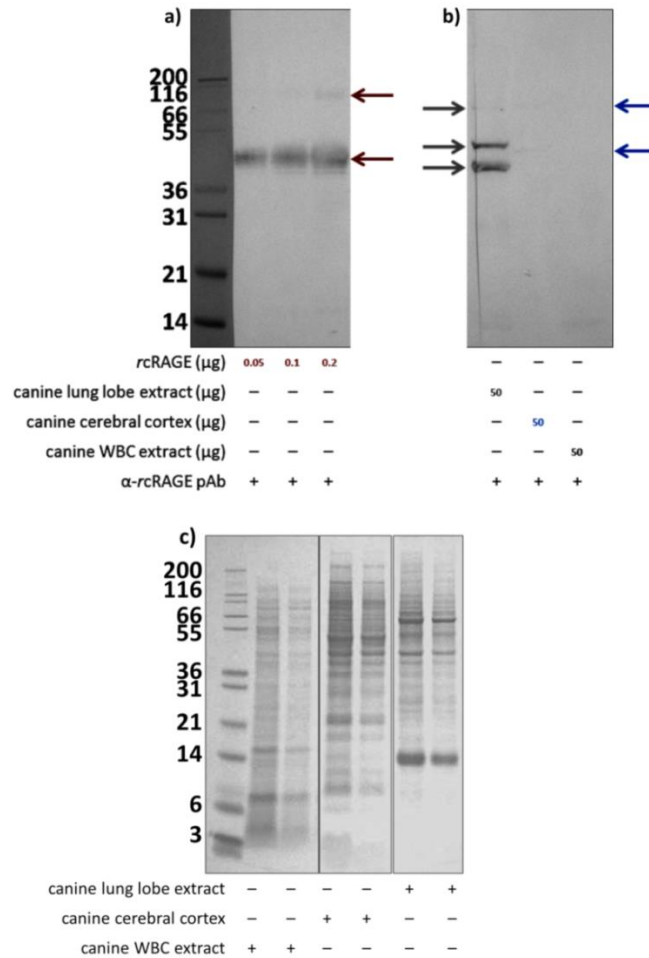 a)
b)
200
116
66
55
36
31
21
14
rcRAGE (µg) 0.05 0.1 0.2 – – –
canine lung lobe extract (µg) – – – 50 – –
canine cerebral cortex (µg) – – – – 50 –
canine WBC extract (µg) – – – – – 50
α-rcRAGE pAb + + + + + +
c)
200
116
66
55
36
31
21
14
6
3
canine lung lobe extract – – – – + +
canine cerebral cortex – – + + – –
canine WBC extract + + – – – –